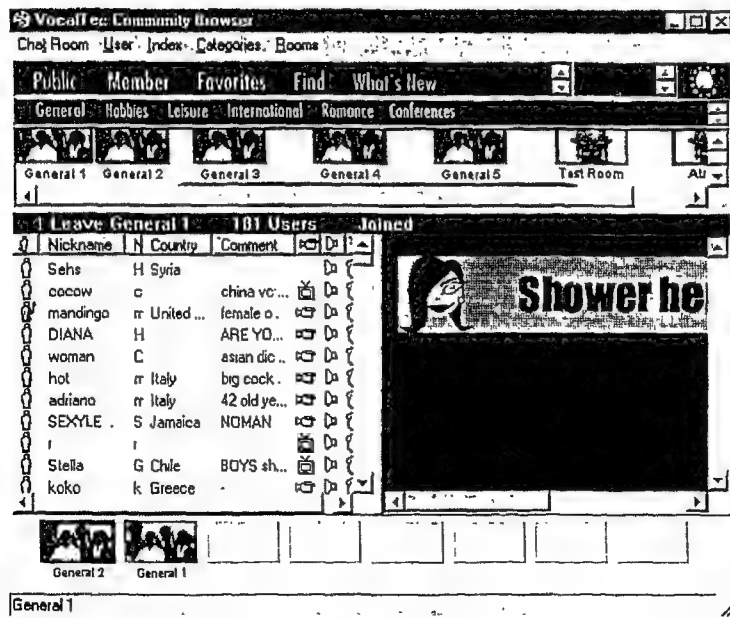 VocalTec Community Browser
Chat Room User Index Categories Rooms
Public Member Favorites Find What's New
General Hobbies Leisure International Romance Conferences
General 1 General 2 General 3 General 4 General 5 Test Room
Leave General 1 181 Users Joined
Nickname N Country Comment
Sehs H Syria
cocow c china vc...
mandingo rr United ... female o.
DIANA H ARE YO...
woman C asian dic..
hot rr Italy big cock.
adriano rr Italy 42 old ye...
SEXYLE. S Jamaica NOMAN
r r
Stella G Chile BOYS sh...
koko k Greece -
Shower he
General 2 General 1
General 1